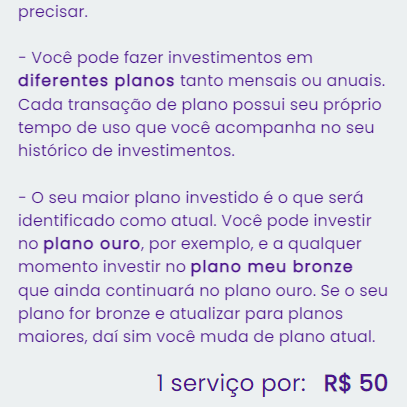 precisar.
- Você pode fazer investimentos em
diferentes planos tanto mensais ou anuais.
Cada transação de plano possui seu próprio
tempo de uso que você acompanha no seu
histórico de investimentos.
- O seu maior plano investido é o que será
identificado como atual. Você pode investir
no plano ouro, por exemplo, e a qualquer
momento investir no plano meu bronze
que ainda continuará no plano ouro. Se o seu
plano for bronze e atualizar para planos
maiores, daí sim você muda de plano atual.
1 serviço por: R$ 50